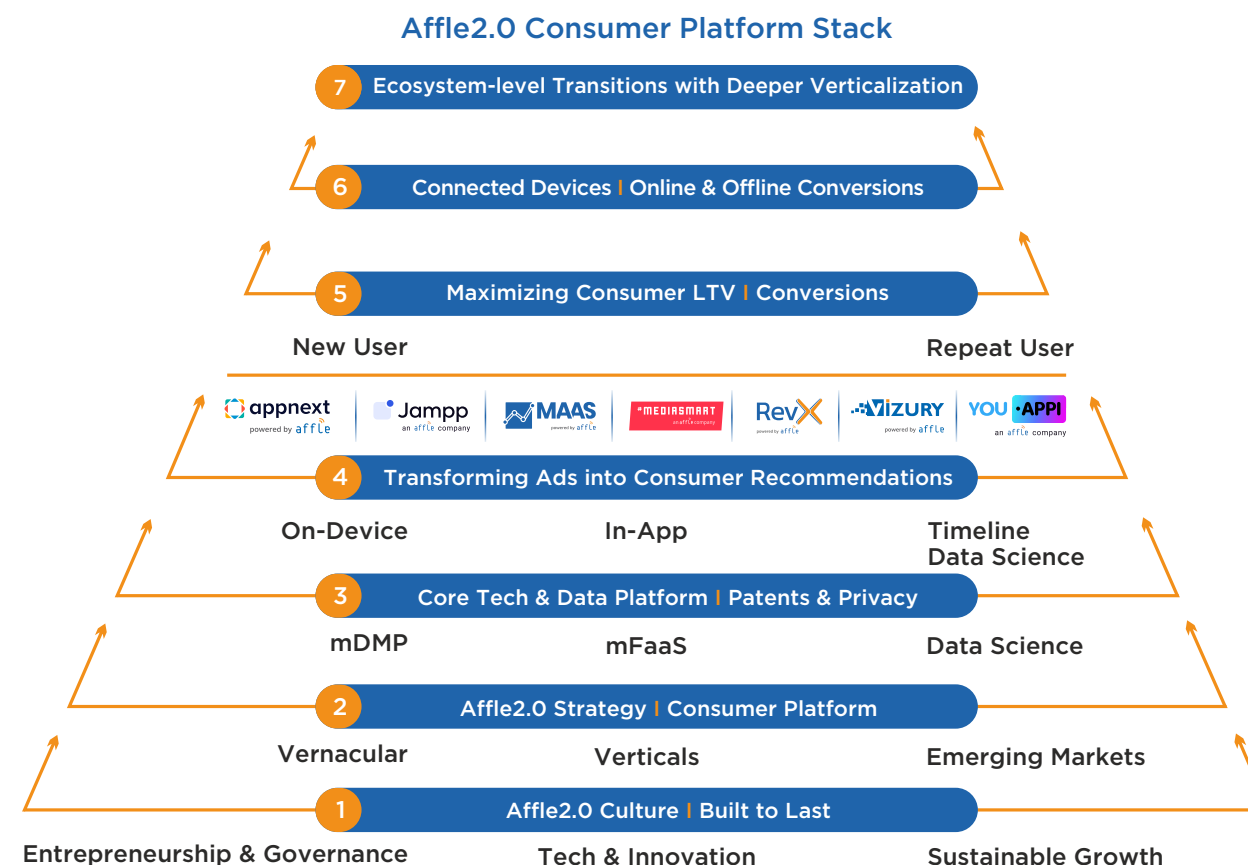 Affle2.0 Consumer Platform Stack
7 Ecosystem-level Transitions with Deeper Verticalization
6 Connected Devices | Online & Offline Conversions
5 Maximizing Consumer LTV | Conversions
New User
Repeat User
appnext
powered by affle
Jampp
an affle company
MAAS
powered by affle
MEDIASMART
an affle company
RevX
powered by affle
VIZURY
powered by affle
YOU APPI
an affle company
4 Transforming Ads into Consumer Recommendations
On-Device
In-App
Timeline
Data Science
3 Core Tech & Data Platform | Patents & Privacy
mDMP
mFaaS
Data Science
2 Affle2.0 Strategy | Consumer Platform
Vernacular
Verticals
Emerging Markets
1 Affle2.0 Culture | Built to Last
Entrepreneurship & Governance
Tech & Innovation
Sustainable Growth